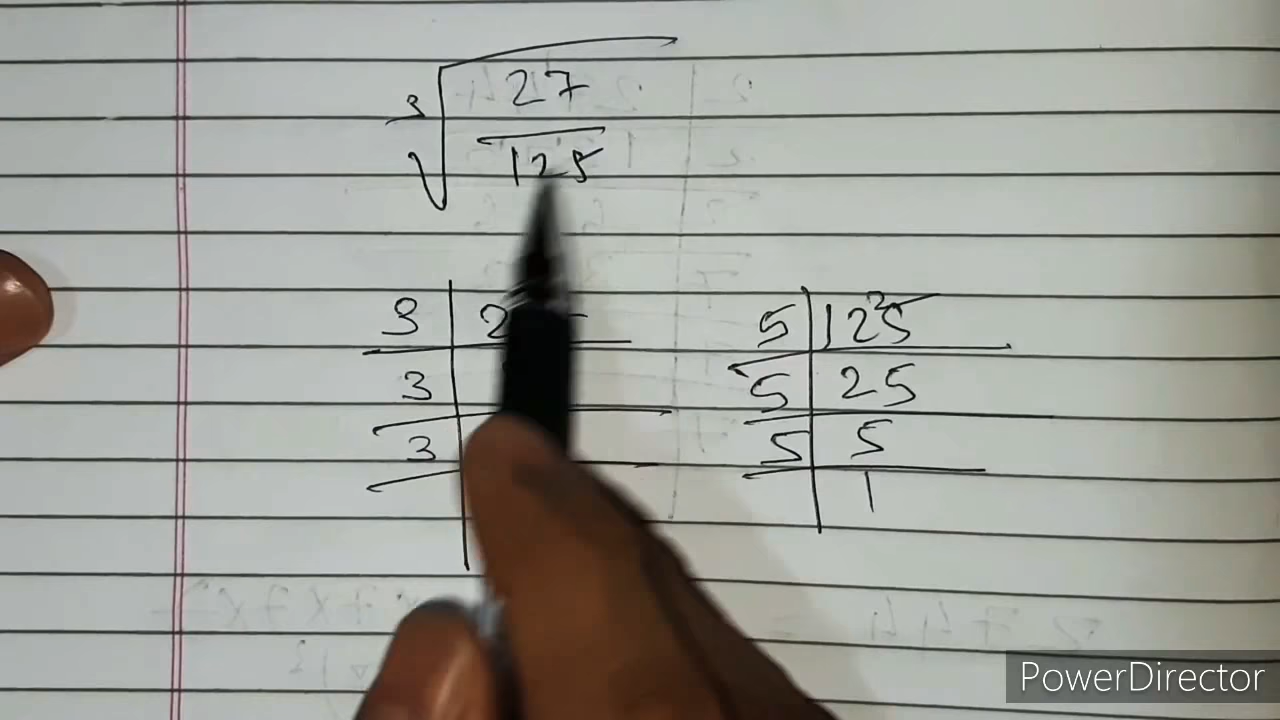 3√27/125
3 | 2
5 | 125
3
5 | 25
3
5 | 5
1
PowerDirector